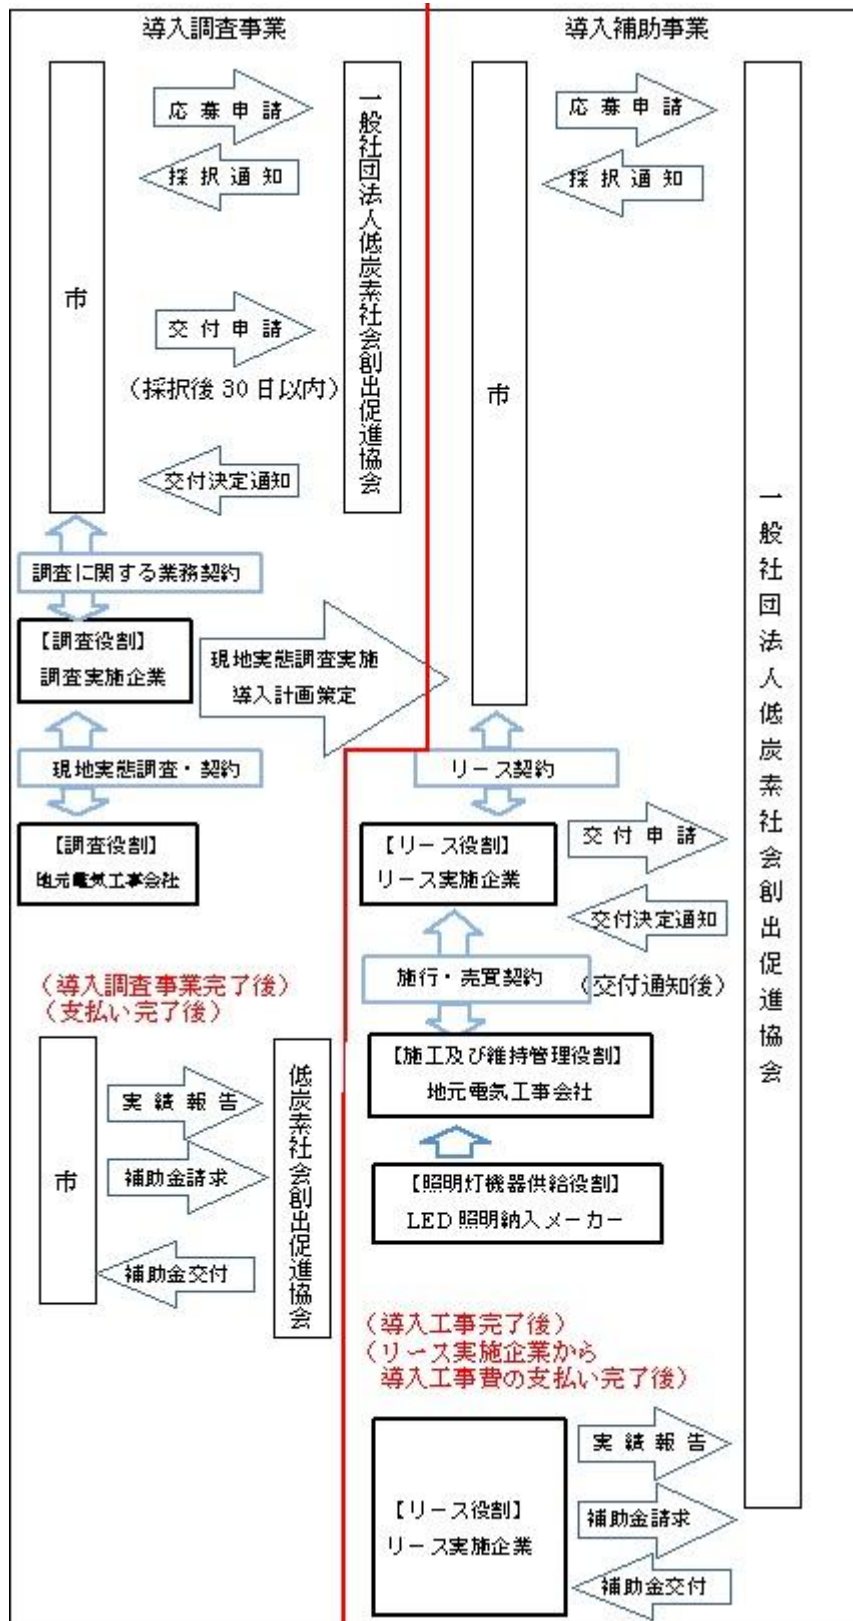 導入調査事業
市
応募申請
採択通知
交付申請
(採択後30日以内)
交付決定通知
一般社団法人低炭素社会創出促進協会
調査に関する業務契約
【調査役割】
調査実施企業
現地実態調査実施
導入計画策定
現地実態調査・契約
【調査役割】
地元電気工事会社
(導入調査事業完了後)
(支払い完了後)
市
実績報告
補助金請求
補助金交付
低炭素社会創出促進協会
導入補助事業
市
応募申請
採択通知
一般社団法人低炭素社会創出促進協会
リース契約
【リース役割】
リース実施企業
交付申請
交付決定通知
施行・売買契約
(交付通知後)
【施工及び維持管理役割】
地元電気工事会社
【照明灯機器供給役割】
LED照明納入メーカー
(導入工事完了後)
(リース実施企業から
導入工事費の支払い完了後)
【リース役割】
リース実施企業
実績報告
補助金請求
補助金交付